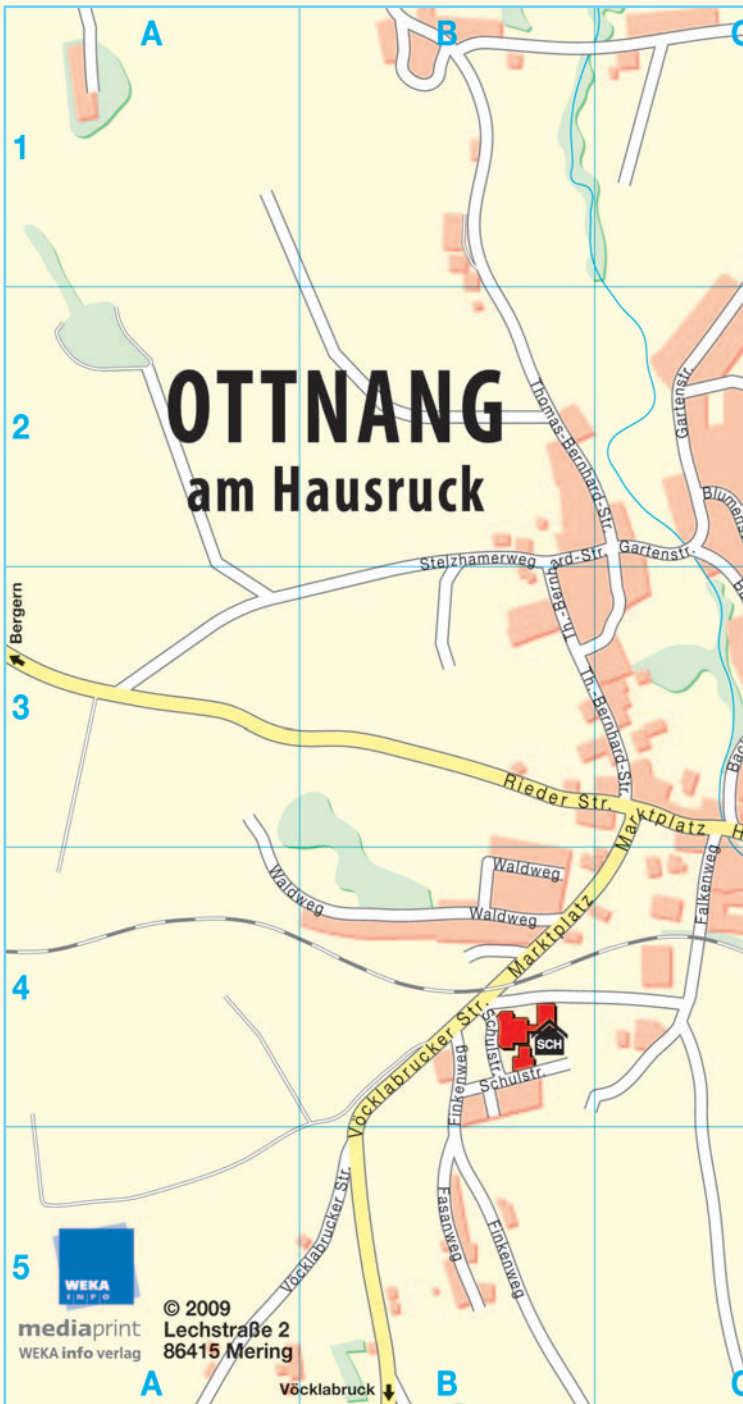 A
B
C
1
2
OTTNANG
am Hausruck
Thomas-Bernhard-Str.
Gartenstr.
Stelzhamerweg
Th.-Bernhard-Str.
Gartenstr.
Bergern
3
Th.-Bernhard-Str.
Rieder Str.
Marktplatz
Marktplatz
Falkenweg
Waldweg
Waldweg
Waldweg
4
Vöcklabrucker Str.
Schulstr.
SCH
Schulstr.
Finkenweg
5
Vöcklabrucker Str.
Fasanweg
Finkenweg
WEKA
INFO
mediaprint
WEKA info verlag
© 2009
Lechstraße 2
86415 Mering
Vöcklabruck
A
B
C